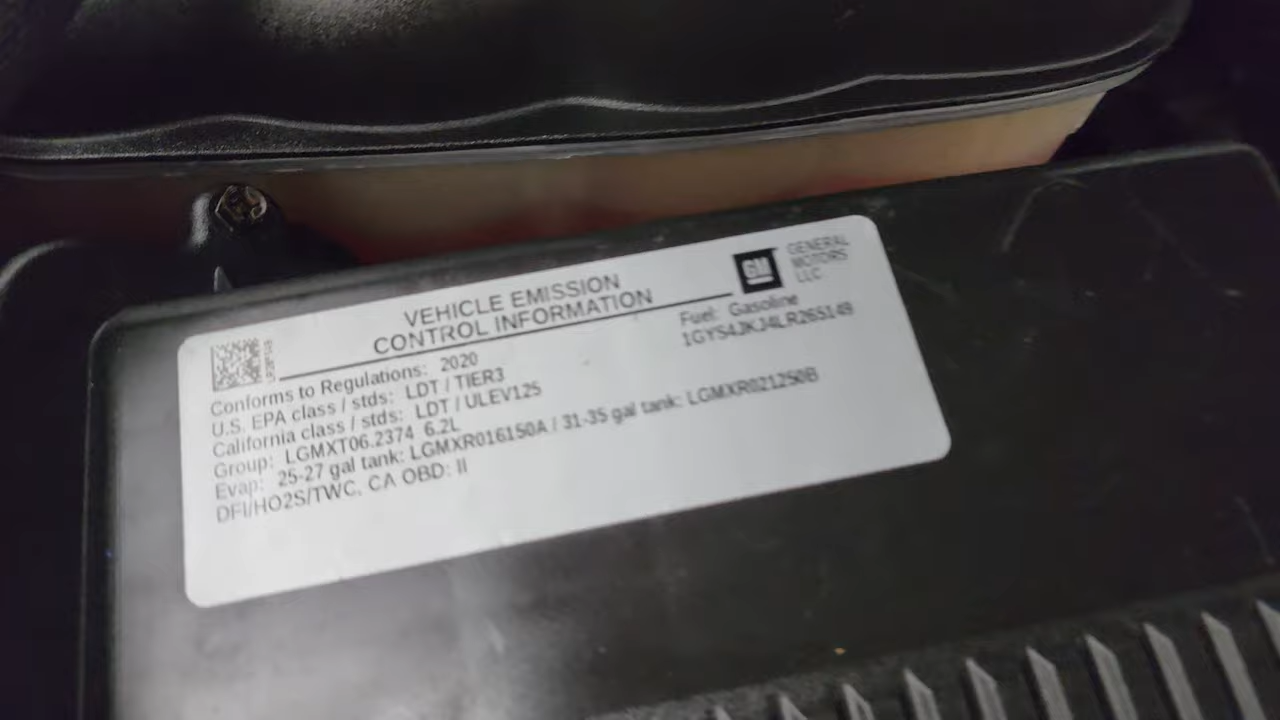 VEHICLE EMISSION
CONTROL INFORMATION
GM
GENERAL
MOTORS
LLC
Fuel: Gasoline
1GYS4JKJ4LR265149
Conforms to Regulations: 2020
U.S. EPA class / stds: LDT / TIER3
California class / stds: LDT / ULEV125
Group: LGMXT06.2374 6.2L
Evap: 25-27 gal tank: LGMXR016150A / 31-35 gal tank: LGMXR021250B
DFI/HO2S/TWC, CA OBD: II